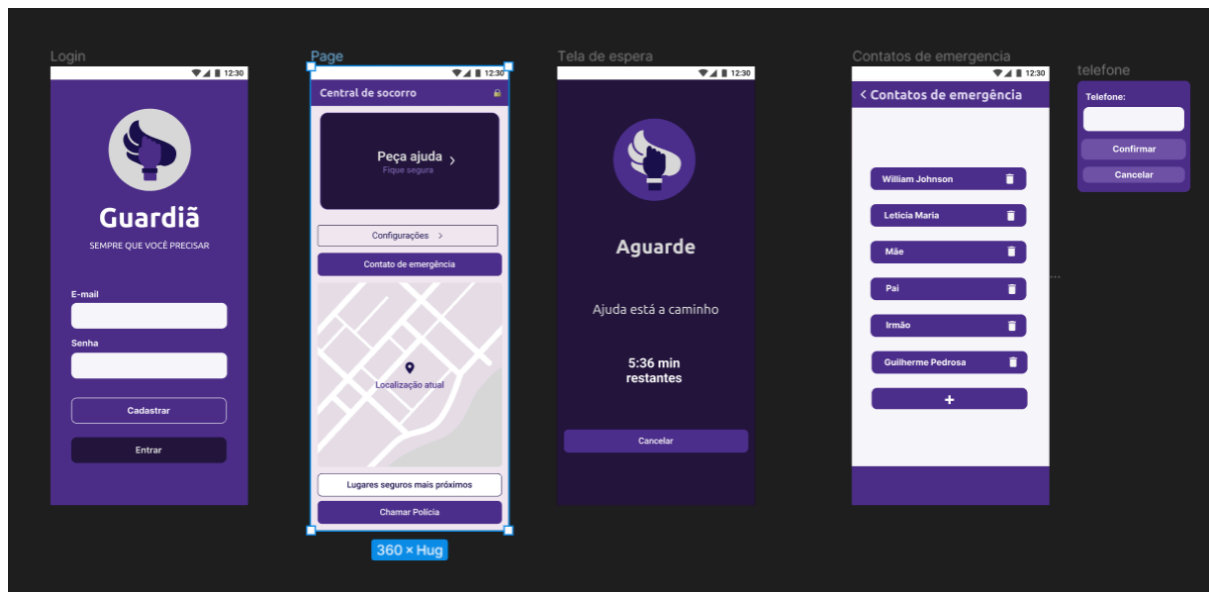 Login
12:30
Guardiã
SEMPRE QUE VOCÊ PRECISAR
E-mail
Senha
Cadastrar
Entrar
Page
12:30
Central de socorro
Peça ajuda >
Fique segura
Configurações >
Contato de emergência
Localização atual
Lugares seguros mais próximos
Chamar Polícia
360 × Hug
Tela de espera
12:30
Aguarde
Ajuda está a caminho
5:36 min
restantes
Cancelar
Contatos de emergencia
12:30
< Contatos de emergência
William Johnson
Leticia Maria
Mãe
Pai
Irmão
Guilherme Pedrosa
+
telefone
Telefone:
Confirmar
Cancelar
...